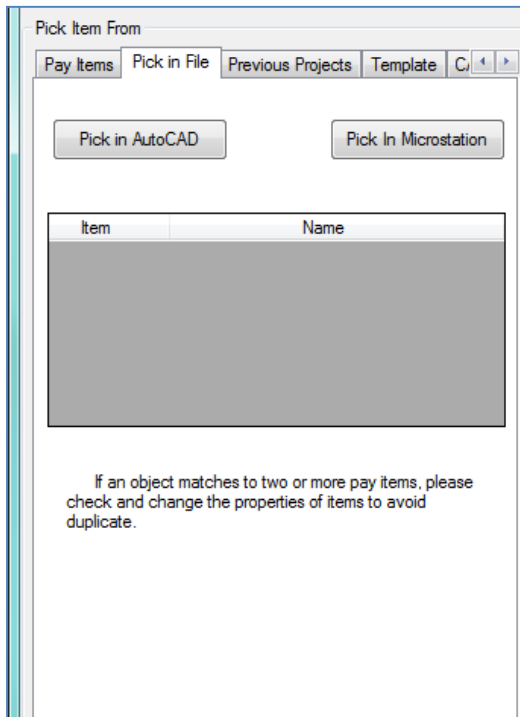 Pick Item From
Pay Items Pick in File Previous Projects Template
Pick in AutoCAD Pick In Microstation
Item Name
If an object matches to two or more pay items, please
check and change the properties of items to avoid
duplicate.